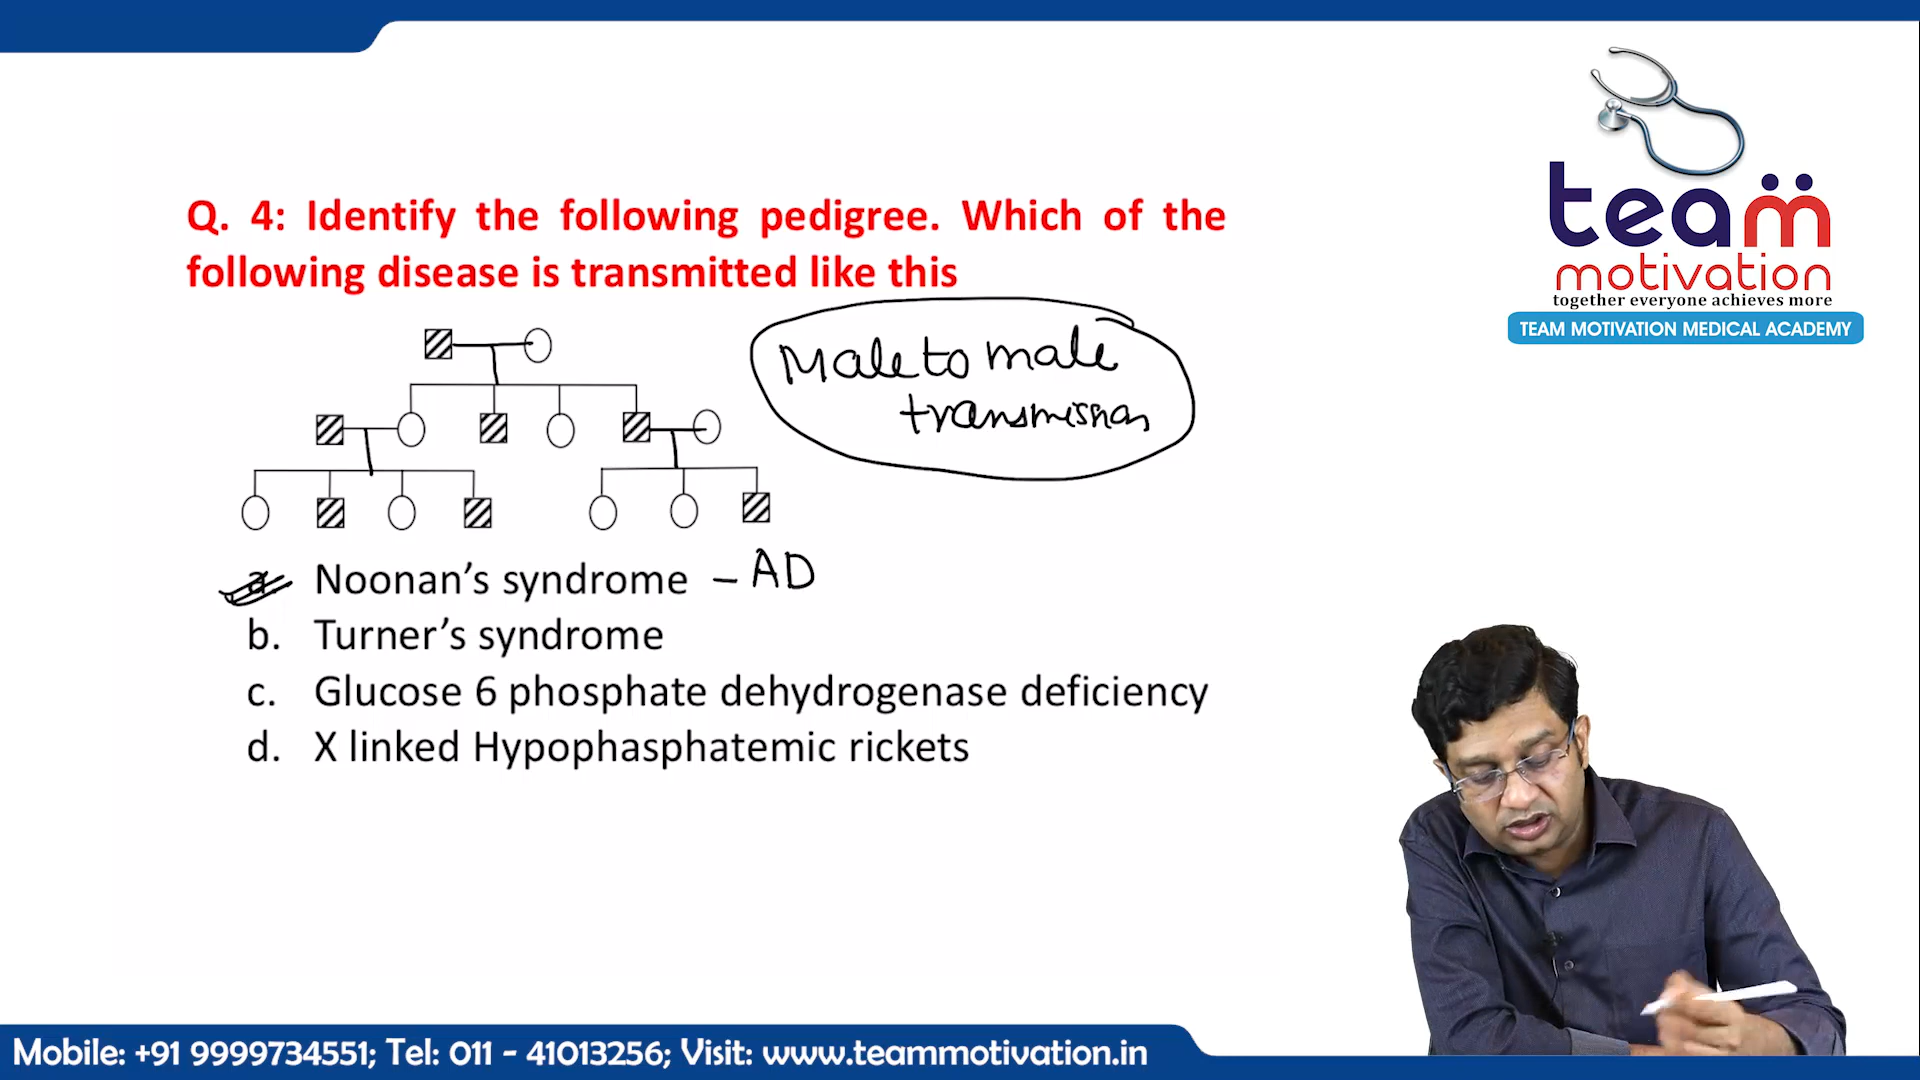 Q. 4: Identify the following pedigree. Which of the
following disease is transmitted like this
Male to male
transmission
a. Noonan's syndrome – AD
b. Turner's syndrome
c. Glucose 6 phosphate dehydrogenase deficiency
d. X linked Hypophasphatemic rickets
team
motivation
together everyone achieves more
TEAM MOTIVATION MEDICAL ACADEMY
Mobile: +91 9999734551; Tel: 011 - 41013256; Visit: www.teammotivation.in